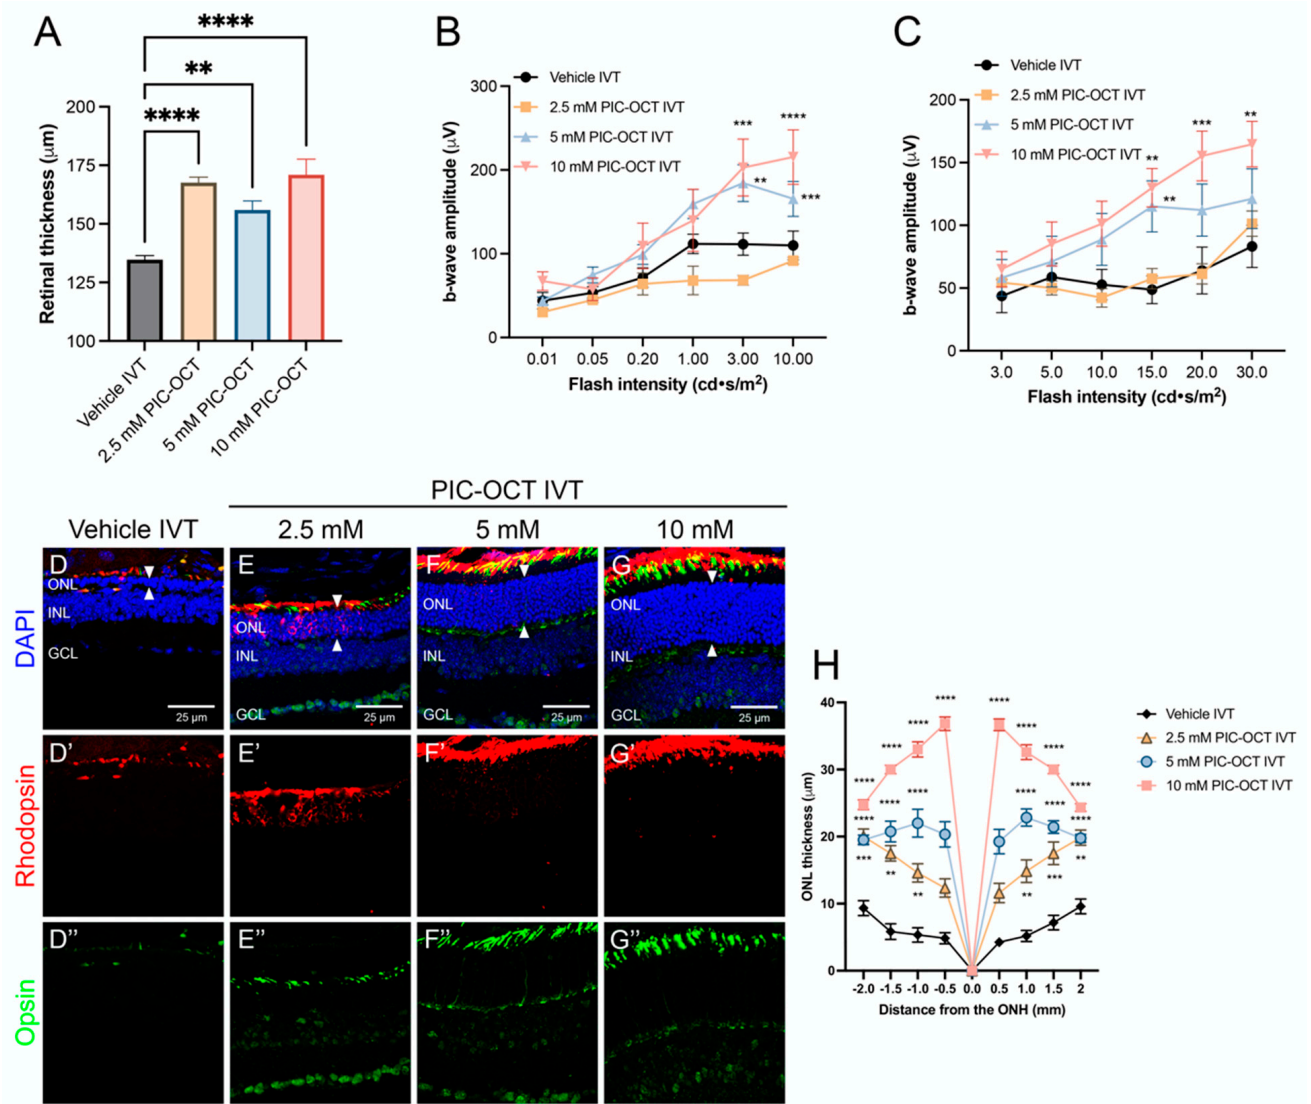 A
****
**
****
Retinal thickness (μm)
200
175
150
125
100
Vehicle IVT
2.5 mM PIC-OCT
5 mM PIC-OCT
10 mM PIC-OCT
B
Vehicle IVT
2.5 mM PIC-OCT IVT
5 mM PIC-OCT IVT
10 mM PIC-OCT IVT
b-wave amplitude (μV)
300
200
100
0
***
****
**
***
0.01 0.05 0.20 1.00 3.00 10.00
Flash intensity (cd•s/m²)
C
Vehicle IVT
2.5 mM PIC-OCT IVT
5 mM PIC-OCT IVT
10 mM PIC-OCT IVT
b-wave amplitude (μV)
200
150
100
50
0
**
**
***
**
3.0 5.0 10.0 15.0 20.0 30.0
Flash intensity (cd•s/m²)
PIC-OCT IVT
Vehicle IVT 2.5 mM 5 mM 10 mM
DAPI
D
ONL
INL
GCL
25 μm
E
ONL
INL
GCL
25 μm
F
ONL
INL
GCL
25 μm
G
ONL
INL
GCL
25 μm
Rhodopsin
D’ E’ F’ G’
Opsin
D” E” F” G”
H
Vehicle IVT
2.5 mM PIC-OCT IVT
5 mM PIC-OCT IVT
10 mM PIC-OCT IVT
ONL thickness (μm)
40
30
20
10
0
**** ****
**** ****
**** ****
**** ****
**** ****
**** ****
**** ****
*** **
** ***
** **
-2.0 -1.5 -1.0 -0.5 0.0 0.5 1.0 1.5 2
Distance from the ONH (mm)